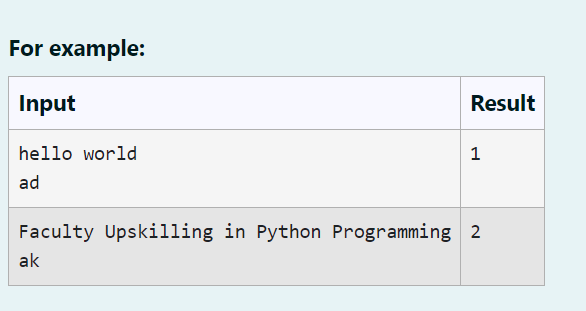 For example:
Input Result
hello world 1
ad
Faculty Upskilling in Python Programming 2
ak